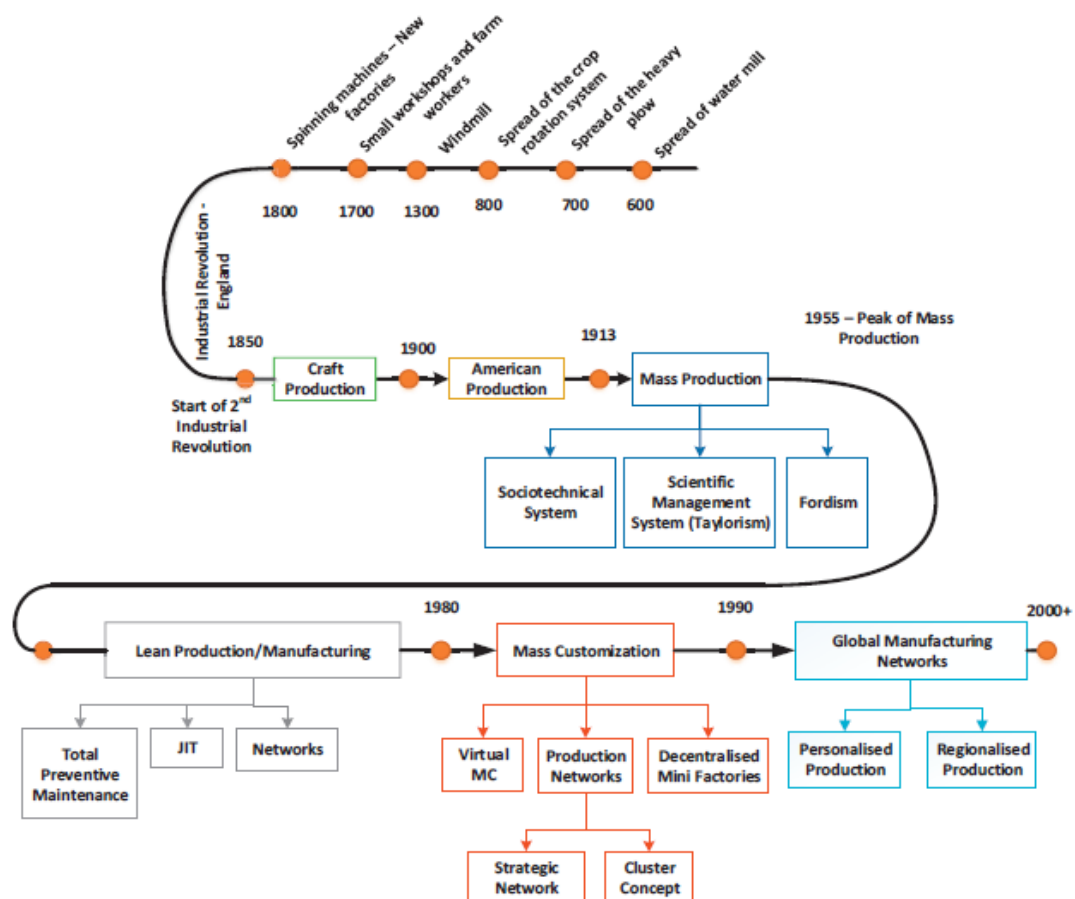 Spinning machines – New
factories
Small workshops and farm
workers
Windmill
Spread of the crop
rotation system
Spread of the heavy
plow
Spread of water mill
1800
1700
1300
800
700
600
Industrial Revolution -
England
1850
Start of 2nd
Industrial
Revolution
Craft
Production
1900
American
Production
1913
Mass Production
1955 – Peak of Mass
Production
Sociotechnical
System
Scientific
Management
System (Taylorism)
Fordism
Lean Production/Manufacturing
1980
Mass Customization
1990
Global Manufacturing
Networks
2000+
Total
Preventive
Maintenance
JIT
Networks
Virtual
MC
Production
Networks
Decentralised
Mini Factories
Personalised
Production
Regionalised
Production
Strategic
Network
Cluster
Concept